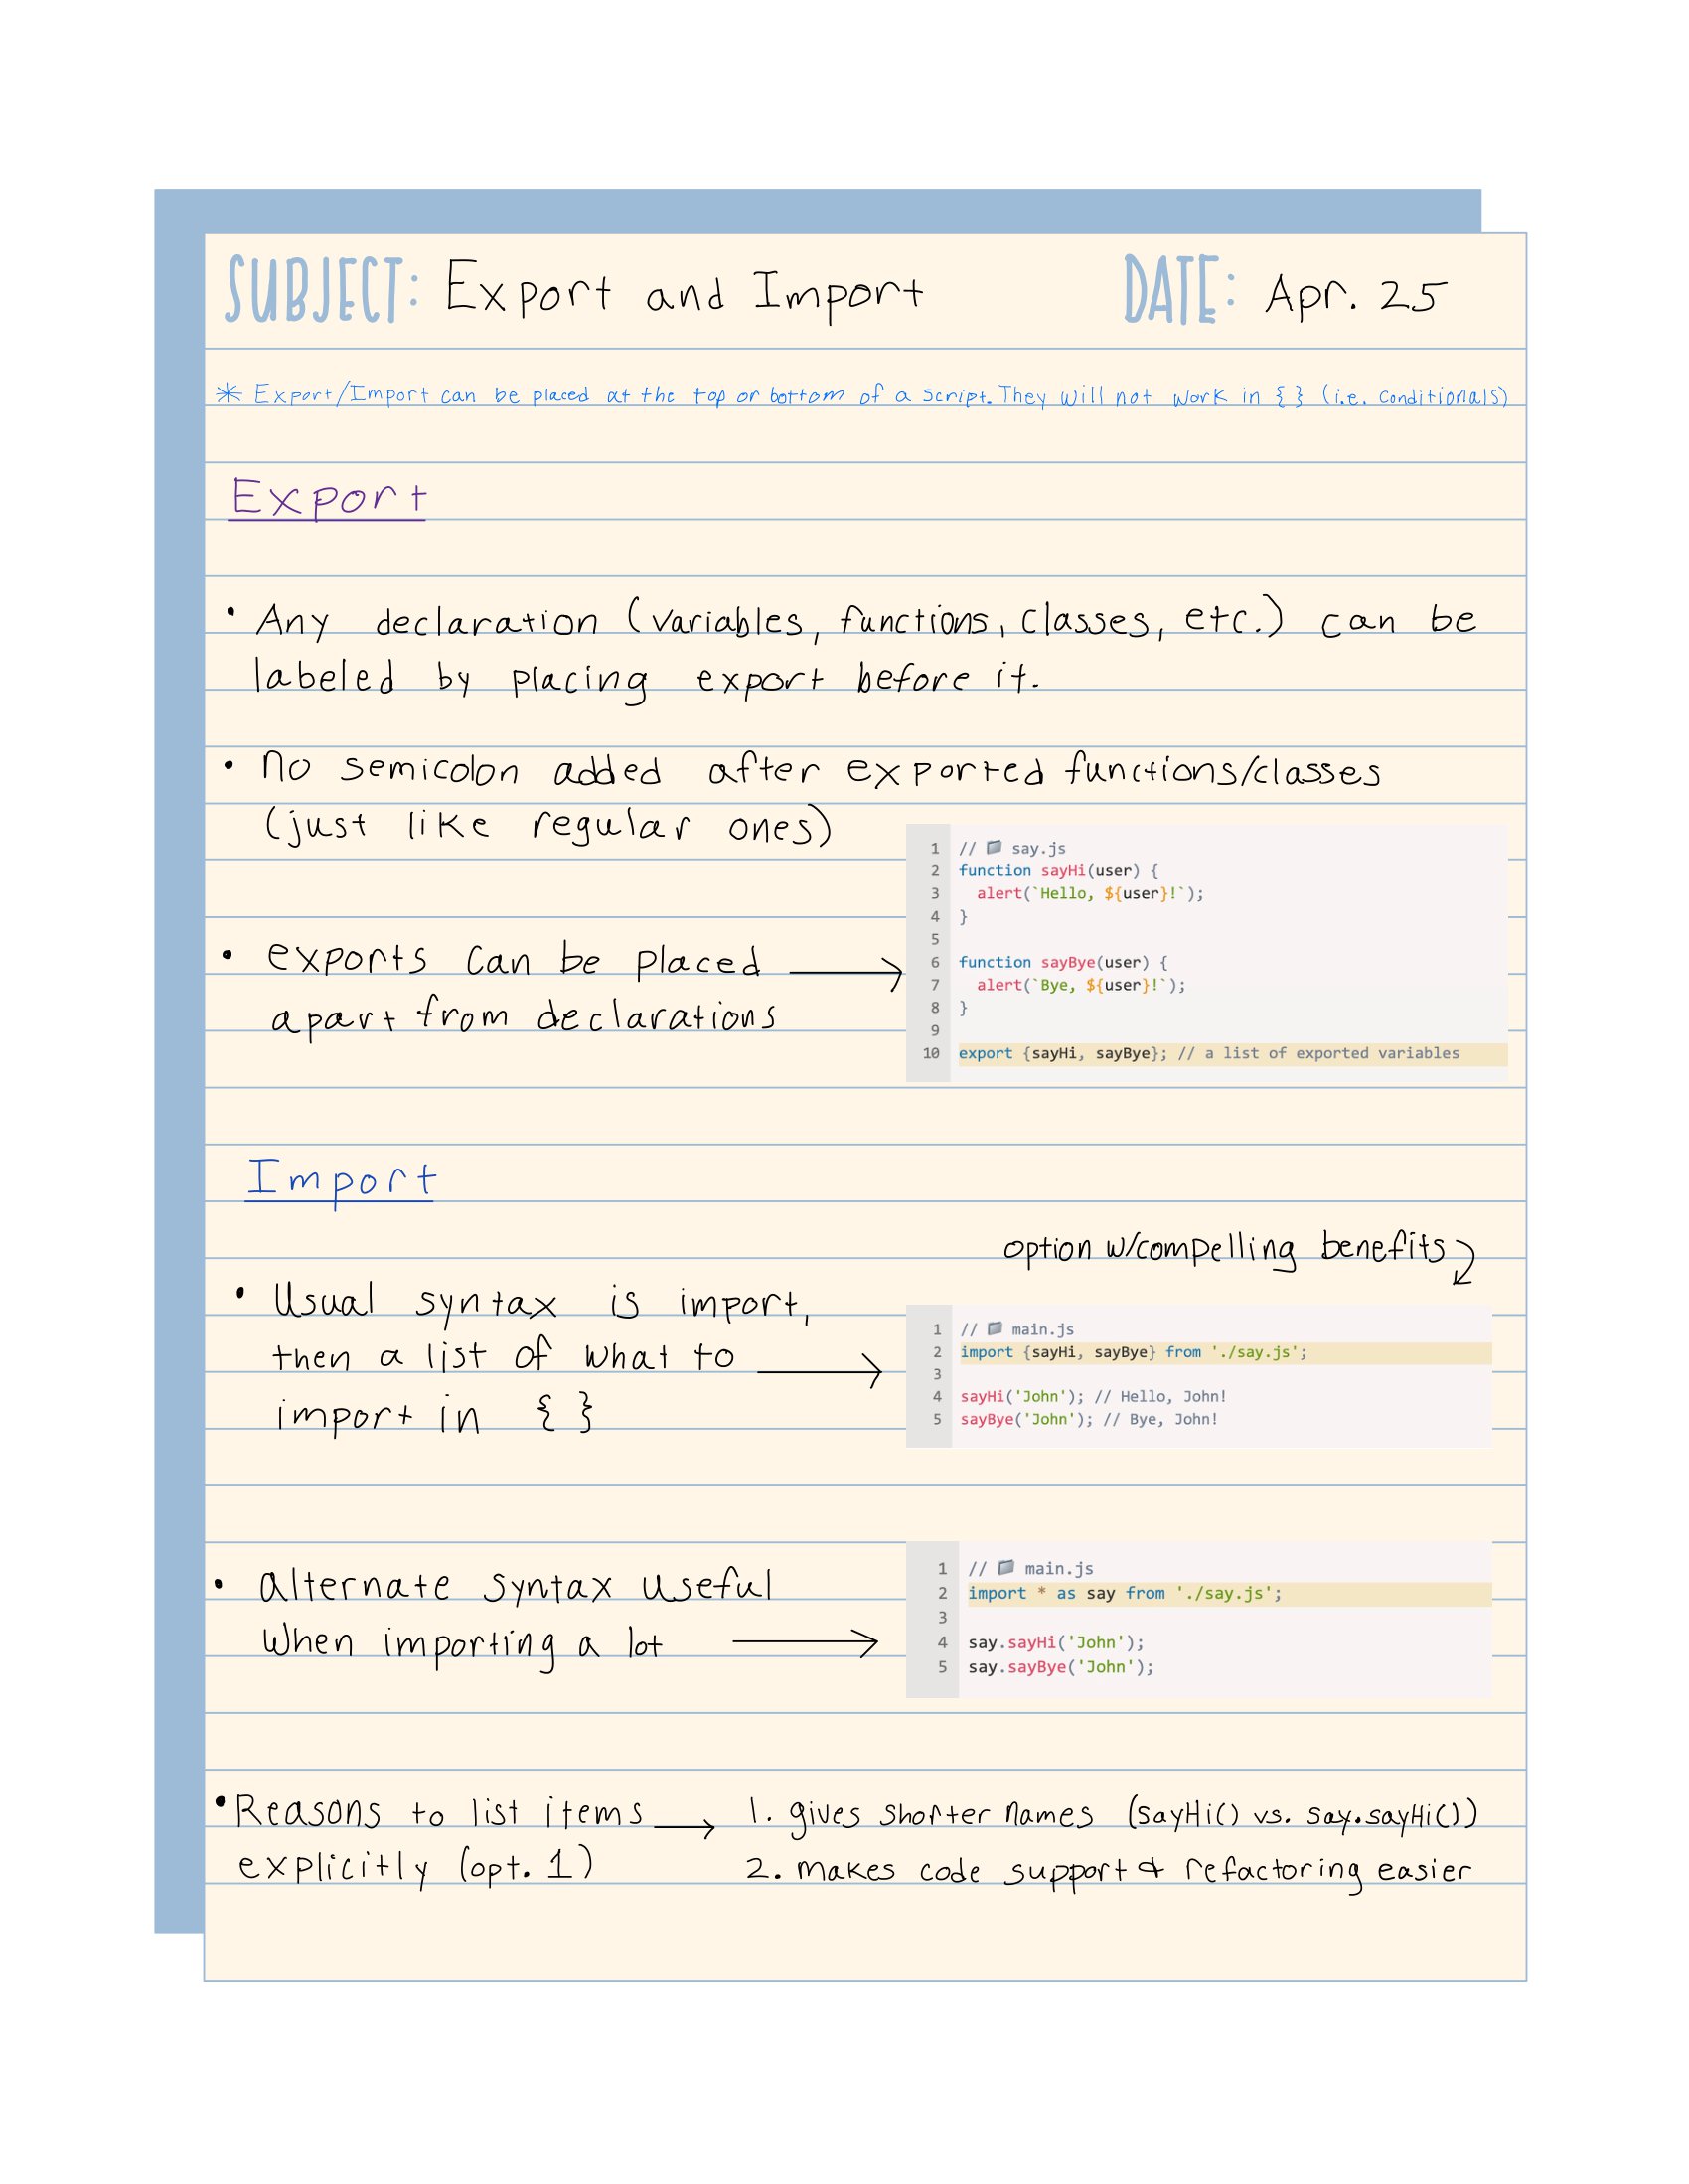 SUBJECT: Export and Import DATE: Apr. 25
* Export/Import can be placed at the top or bottom of a script. They will not work in { } (i.e. conditionals)
Export
• Any declaration (variables, functions, classes, etc.) can be
labeled by placing export before it.
• no semicolon added after exported functions/classes
(just like regular ones)
• exports can be placed →
apart from declarations
1 // 📁 say.js
2 function sayHi(user) {
3   alert(`Hello, ${user}!`);
4 }
5
6 function sayBye(user) {
7   alert(`Bye, ${user}!`);
8 }
9
10 export {sayHi, sayBye}; // a list of exported variables
Import
option w/compelling benefits
• Usual syntax is import,
then a list of what to →
import in { }
1 // 📁 main.js
2 import {sayHi, sayBye} from './say.js';
3
4 sayHi('John'); // Hello, John!
5 sayBye('John'); // Bye, John!
• alternate syntax useful
when importing a lot →
1 // 📁 main.js
2 import * as say from './say.js';
3
4 say.sayHi('John');
5 say.sayBye('John');
• Reasons to list items → 1. gives shorter names (sayHi() vs. say.sayHi())
explicitly (opt. 1) 2. makes code support & refactoring easier